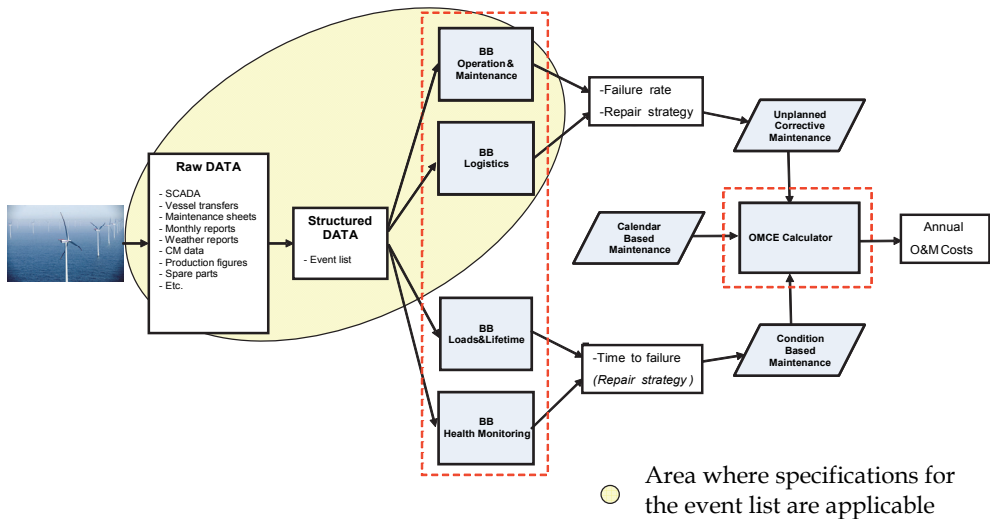 Raw DATA
- SCADA
- Vessel transfers
- Maintenance sheets
- Monthly reports
- Weather reports
- CM data
- Production figures
- Spare parts
- Etc.
Structured
DATA
- Event list
BB
Operation&
Maintenance
BB
Logistics
BB
Loads&Lifetime
BB
Health Monitoring
-Failure rate
-Repair strategy
-Time to failure
(Repair strategy)
Unplanned
Corrective
Maintenance
Calendar
Based
Maintenance
OMCE Calculator
Condition
Based
Maintenance
Annual
O&M Costs
Area where specifications for
the event list are applicable